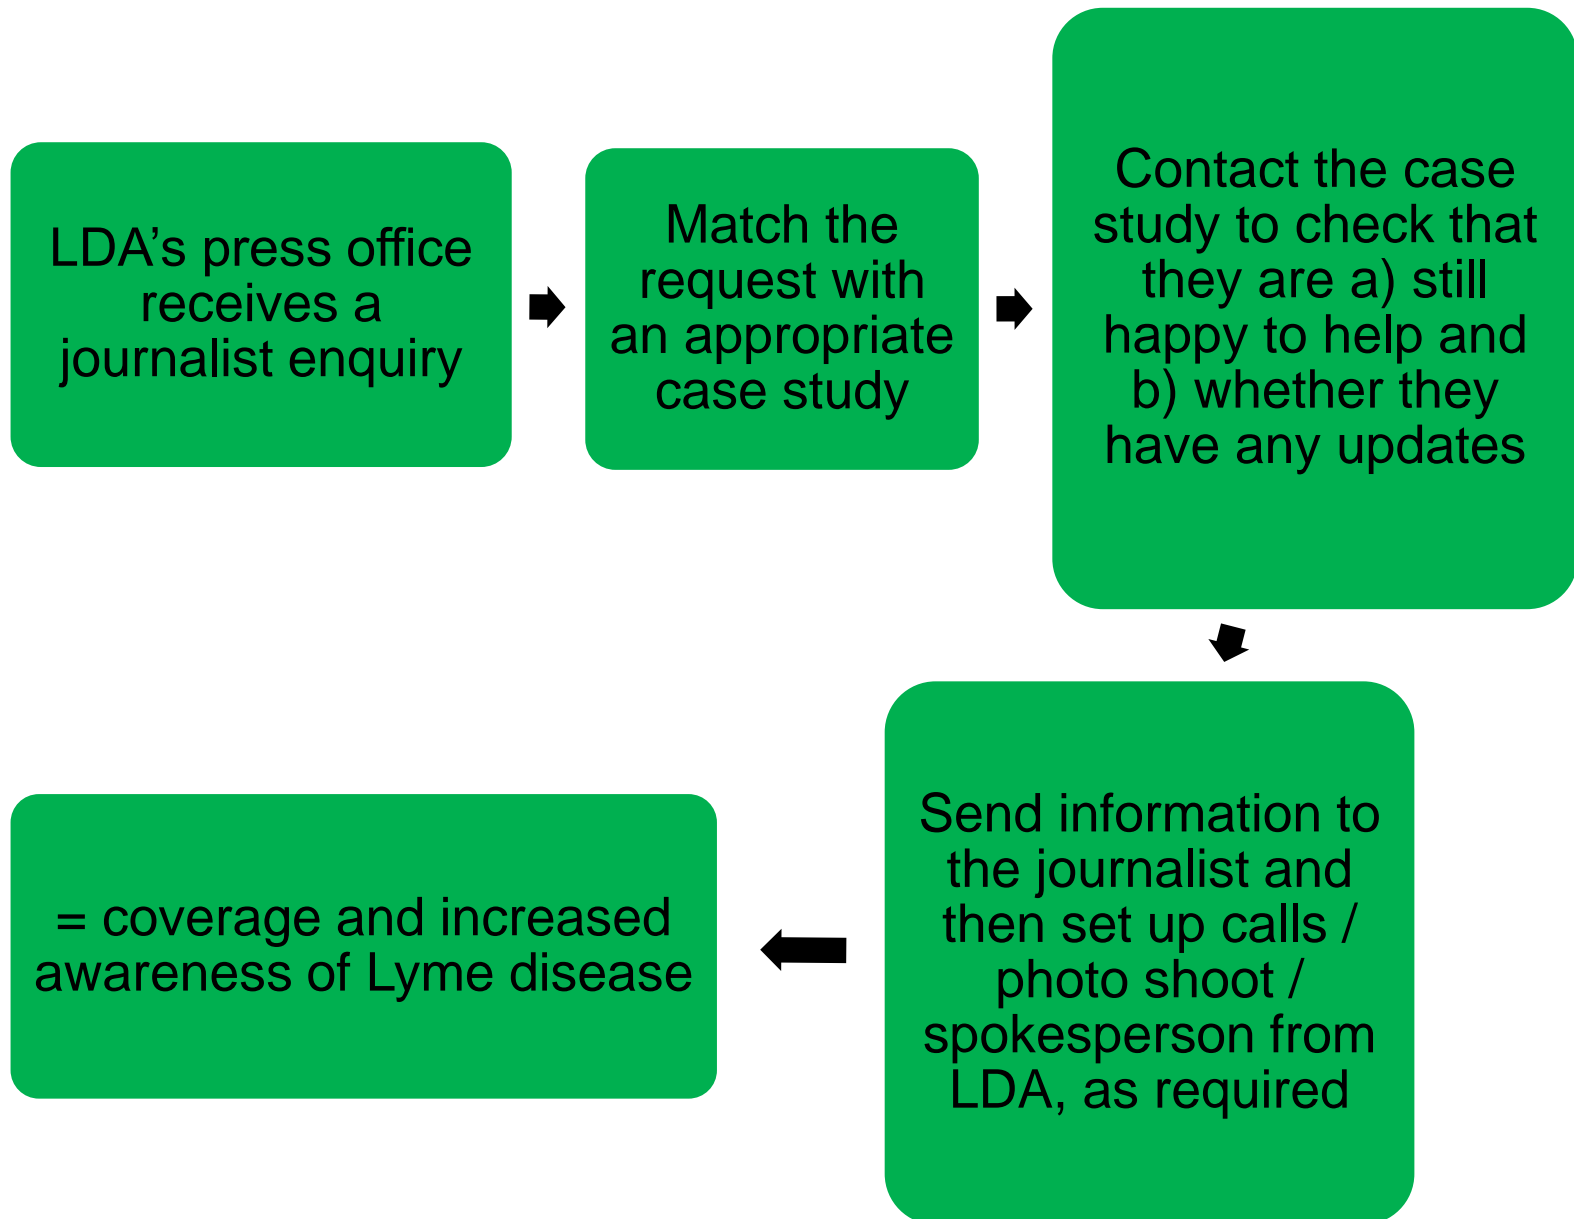 LDA’s press office
receives a
journalist enquiry
Match the
request with
an appropriate
case study
Contact the case
study to check that
they are a) still
happy to help and
b) whether they
have any updates
Send information to
the journalist and
then set up calls /
photo shoot /
spokesperson from
LDA, as required
= coverage and increased
awareness of Lyme disease